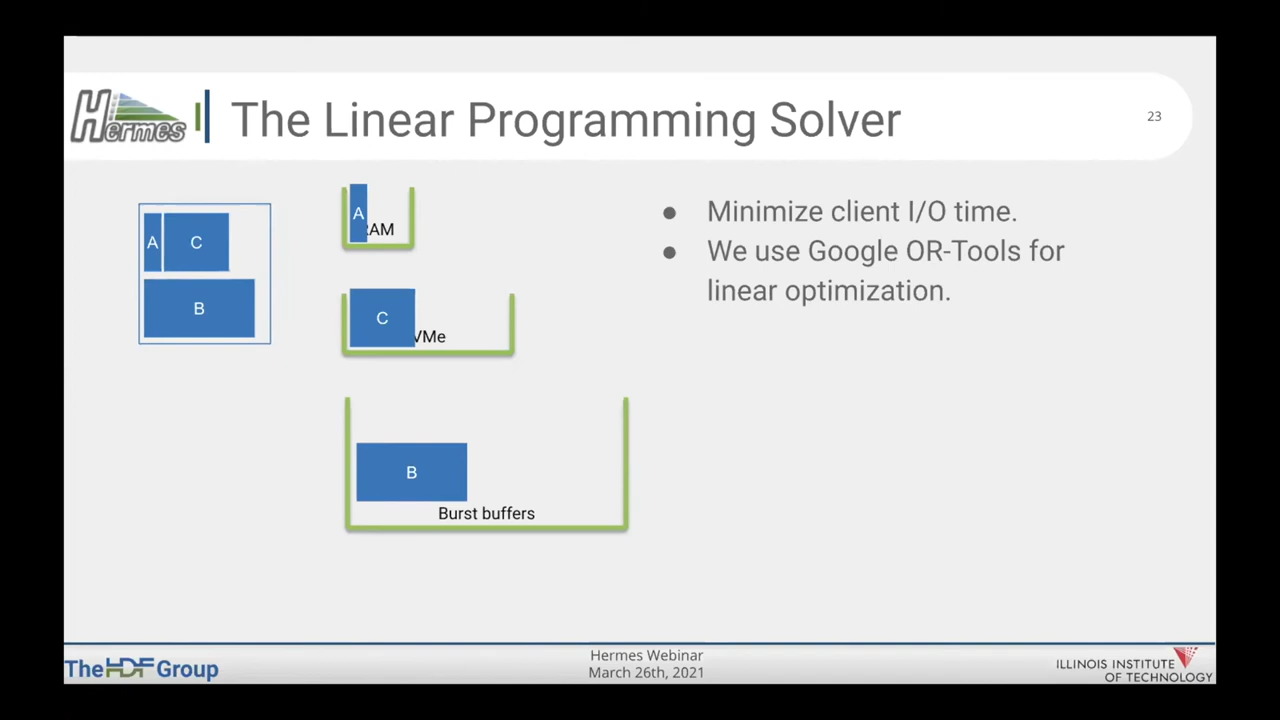 Hermes
The Linear Programming Solver
23
A
C
B
A
RAM
C
VMe
B
Burst buffers
● Minimize client I/O time.
● We use Google OR-Tools for
linear optimization.
The HDF Group
Hermes Webinar
March 26th, 2021
ILLINOIS INSTITUTE
OF TECHNOLOGY